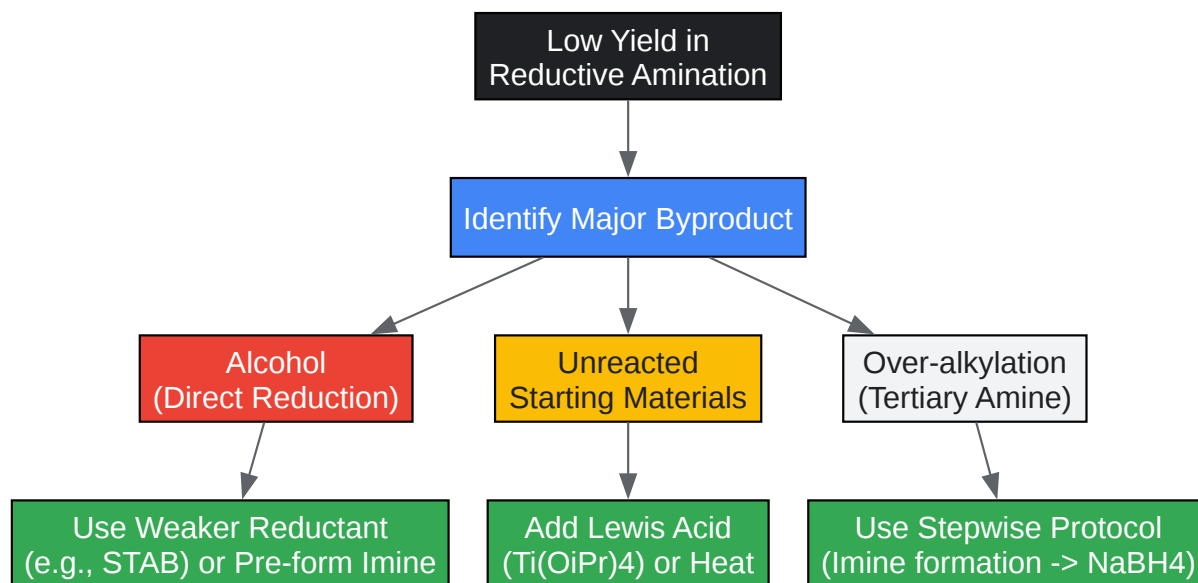 Low Yield in
Reductive Amination
Identify Major Byproduct
Alcohol
(Direct Reduction)
Unreacted
Starting Materials
Over-alkylation
(Tertiary Amine)
Use Weaker Reductant
(e.g., STAB) or Pre-form Imine
Add Lewis Acid
(Ti(OiPr)4) or Heat
Use Stepwise Protocol
(Imine formation -> NaBH4)